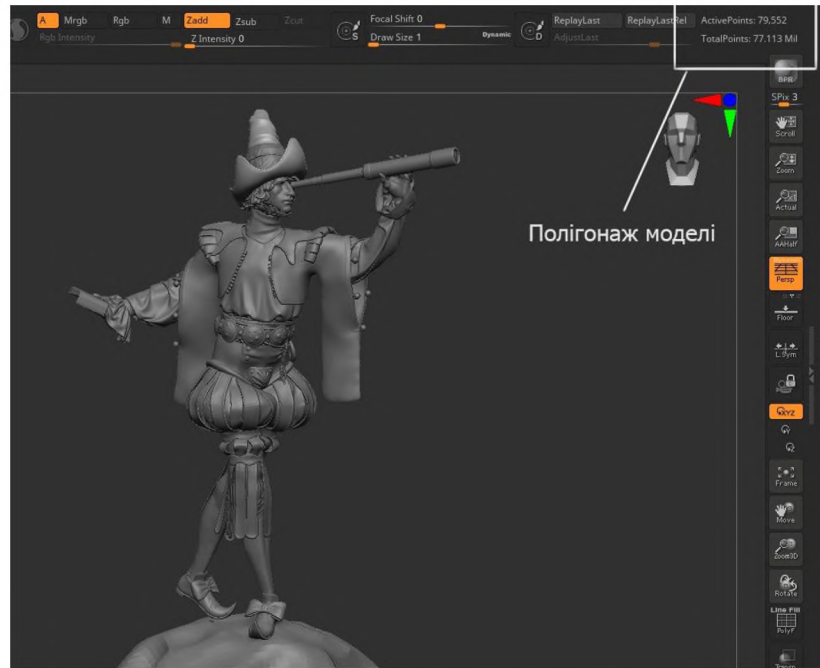 A Mrgb Rgb M Zadd Zsub Zcut Focal Shift 0 ReplayLast ReplayLastRel ActivePoints: 79,552
Rgb Intensity Z Intensity 0 S Draw Size 1 Dynamic D AdjustLast TotalPoints: 77.113 Mil
BPR
SPix 3
Scroll
Zoom
Actual
AAHalf
Полігонаж моделі
Persp
Floor
L.Sym
XYZ
Y
Z
Frame
Move
Zoom3D
Rotate
Line Fill
PolyF
Transp